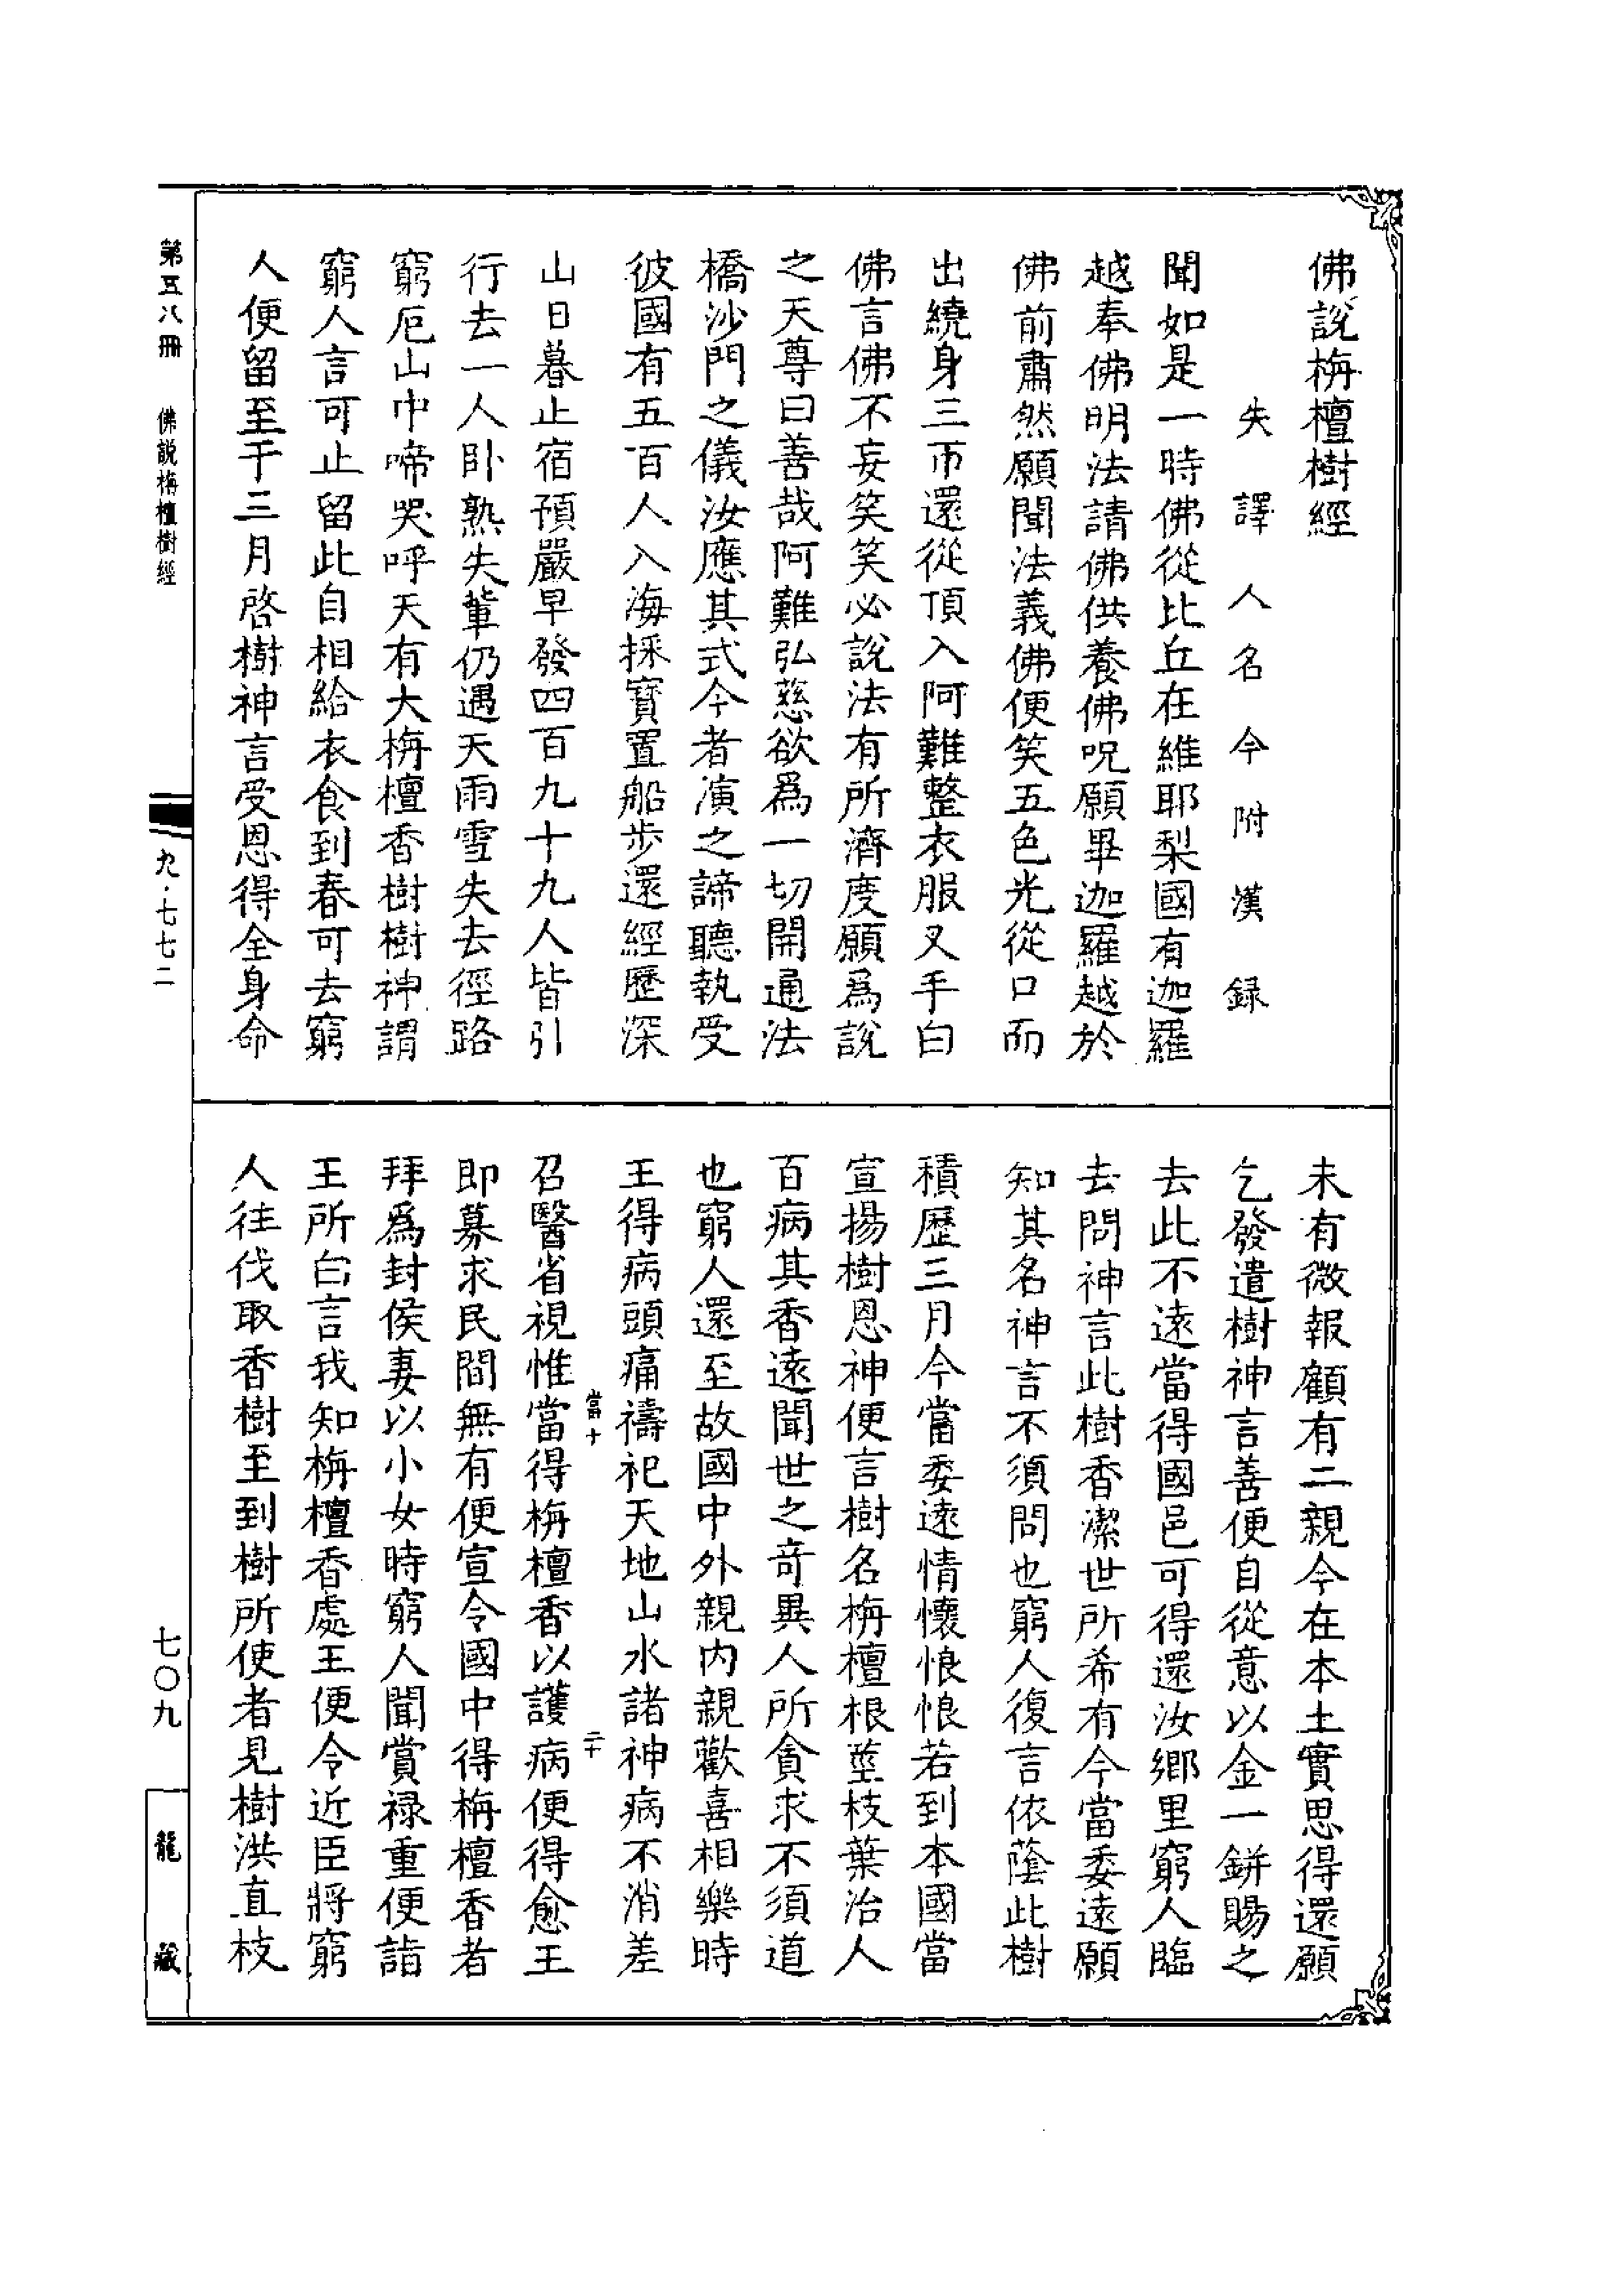 佛說栴檀樹經
失譯人名今附漢録
聞如是一時佛從比丘在維耶梨國有迦羅
越奉佛明法請佛供養佛呪願畢迦羅越於
佛前肅然願聞法義佛便笑五色光從口而
出繞身三帀還從頂入阿難整衣服叉手白
佛言佛不妄笑笑必說法有所濟度願為說
之天尊曰善哉阿難弘慈欲為一切開通法
橋沙門之儀汝應其式今者演之諦聽執受
彼國有五百人入海採寶置船步還經歷深
山日暮止宿預嚴早發四百九十九人皆引
行去一人卧熟失輩仍遇天雨雪失去徑路
窮厄山中啼哭呼天有大栴檀香樹樹神謂
窮人言可止留此自相給衣食到春可去窮
人便留至于三月啓樹神言受恩得全身命
未有微報顧有二親今在本土實思得還願
乞發遣樹神言善便自從意以金一鉼賜之
去此不遠當得國邑可得還汝鄉里窮人臨
去問神言此樹香潔世所希有今當委遠願
知其名神言不須問也窮人復言依蔭此樹
積歷三月今當委遠情懷悢悢若到本國當
宣揚樹恩神便言樹名栴檀根莖枝葉治人
百病其香遠聞世之奇異人所貪求不須道
也窮人還至故國中外親內親歡喜相樂時
王得病頭痛禱祀天地山水諸神病不消差
當十 二十
召醫省視惟當得栴檀香以護病便得愈王
即募求民間無有便宣令國中得栴檀香者
拜為封侯妻以小女時窮人聞賞祿重便詣
王所白言我知栴檀香處王便令近臣將窮
人往伐取香樹至到樹所使者見樹洪直枝
第五八冊 佛説栴檀樹經
九·七七二
七〇九
龍藏